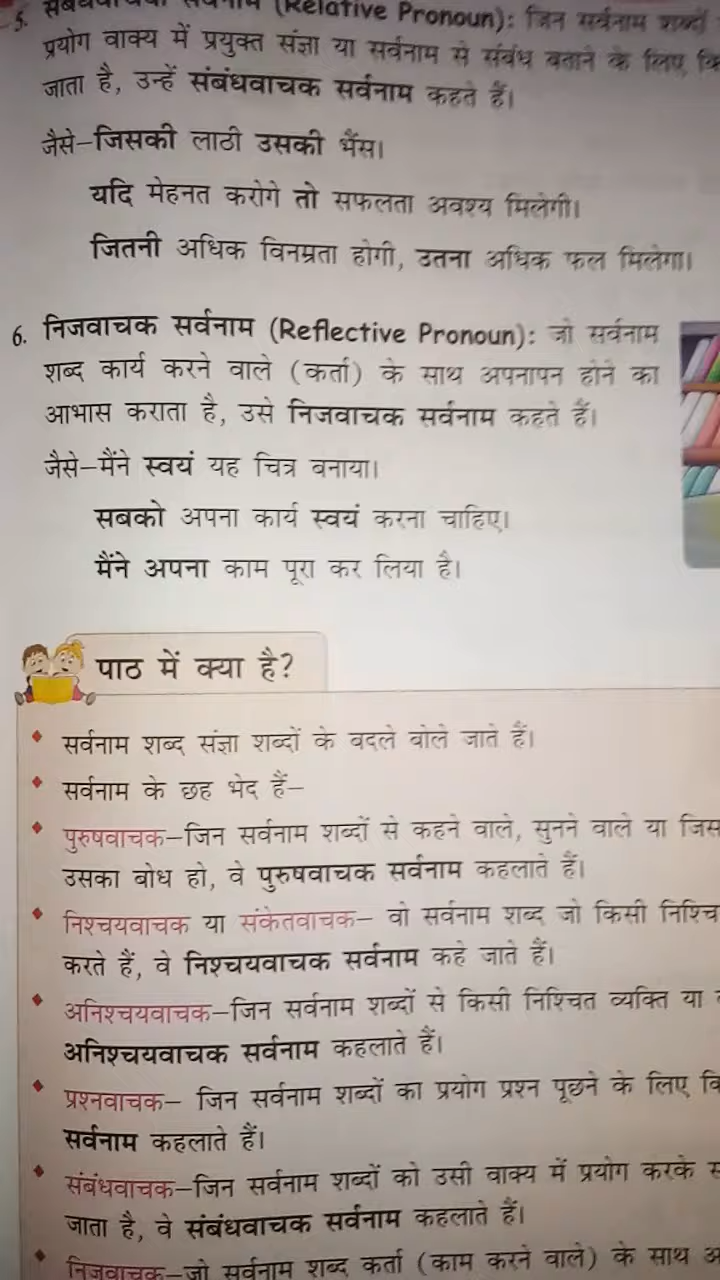 5. संबंधवाचक सर्वनाम (Relative Pronoun): जिन सर्वनाम शब्दों
प्रयोग वाक्य में प्रयुक्त संज्ञा या सर्वनाम से संबंध बताने के लिए
जाता है, उन्हें संबंधवाचक सर्वनाम कहते हैं।
जैसे–जिसकी लाठी उसकी भैंस।
यदि मेहनत करोगे तो सफलता अवश्य मिलेगी।
जितनी अधिक विनम्रता होगी, उतना अधिक फल मिलेगा।
6. निजवाचक सर्वनाम (Reflective Pronoun): जो सर्वनाम
शब्द कार्य करने वाले (कर्ता) के साथ अपनापन होने का
आभास कराता है, उसे निजवाचक सर्वनाम कहते हैं।
जैसे–मैंने स्वयं यह चित्र बनाया।
सबको अपना कार्य स्वयं करना चाहिए।
मैंने अपना काम पूरा कर लिया है।
पाठ में क्या है?
सर्वनाम शब्द संज्ञा शब्दों के बदले बोले जाते हैं।
सर्वनाम के छह भेद हैं–
पुरुषवाचक–जिन सर्वनाम शब्दों से कहने वाले, सुनने वाले या जिस
उसका बोध हो, वे पुरुषवाचक सर्वनाम कहलाते हैं।
निश्चयवाचक या संकेतवाचक– वो सर्वनाम शब्द जो किसी
करते हैं, वे निश्चयवाचक सर्वनाम कहे जाते हैं।
अनिश्चयवाचक–जिन सर्वनाम शब्दों से किसी निश्चित व्यक्ति या
अनिश्चयवाचक सर्वनाम कहलाते हैं।
प्रश्नवाचक– जिन सर्वनाम शब्दों का प्रयोग प्रश्न पूछने के लिए
सर्वनाम कहलाते हैं।
संबंधवाचक–जिन सर्वनाम शब्दों को उसी वाक्य में प्रयोग करके
जाता है, वे संबंधवाचक सर्वनाम कहलाते हैं।
निजवाचक–जो सर्वनाम शब्द कर्ता (काम करने वाले) के साथ